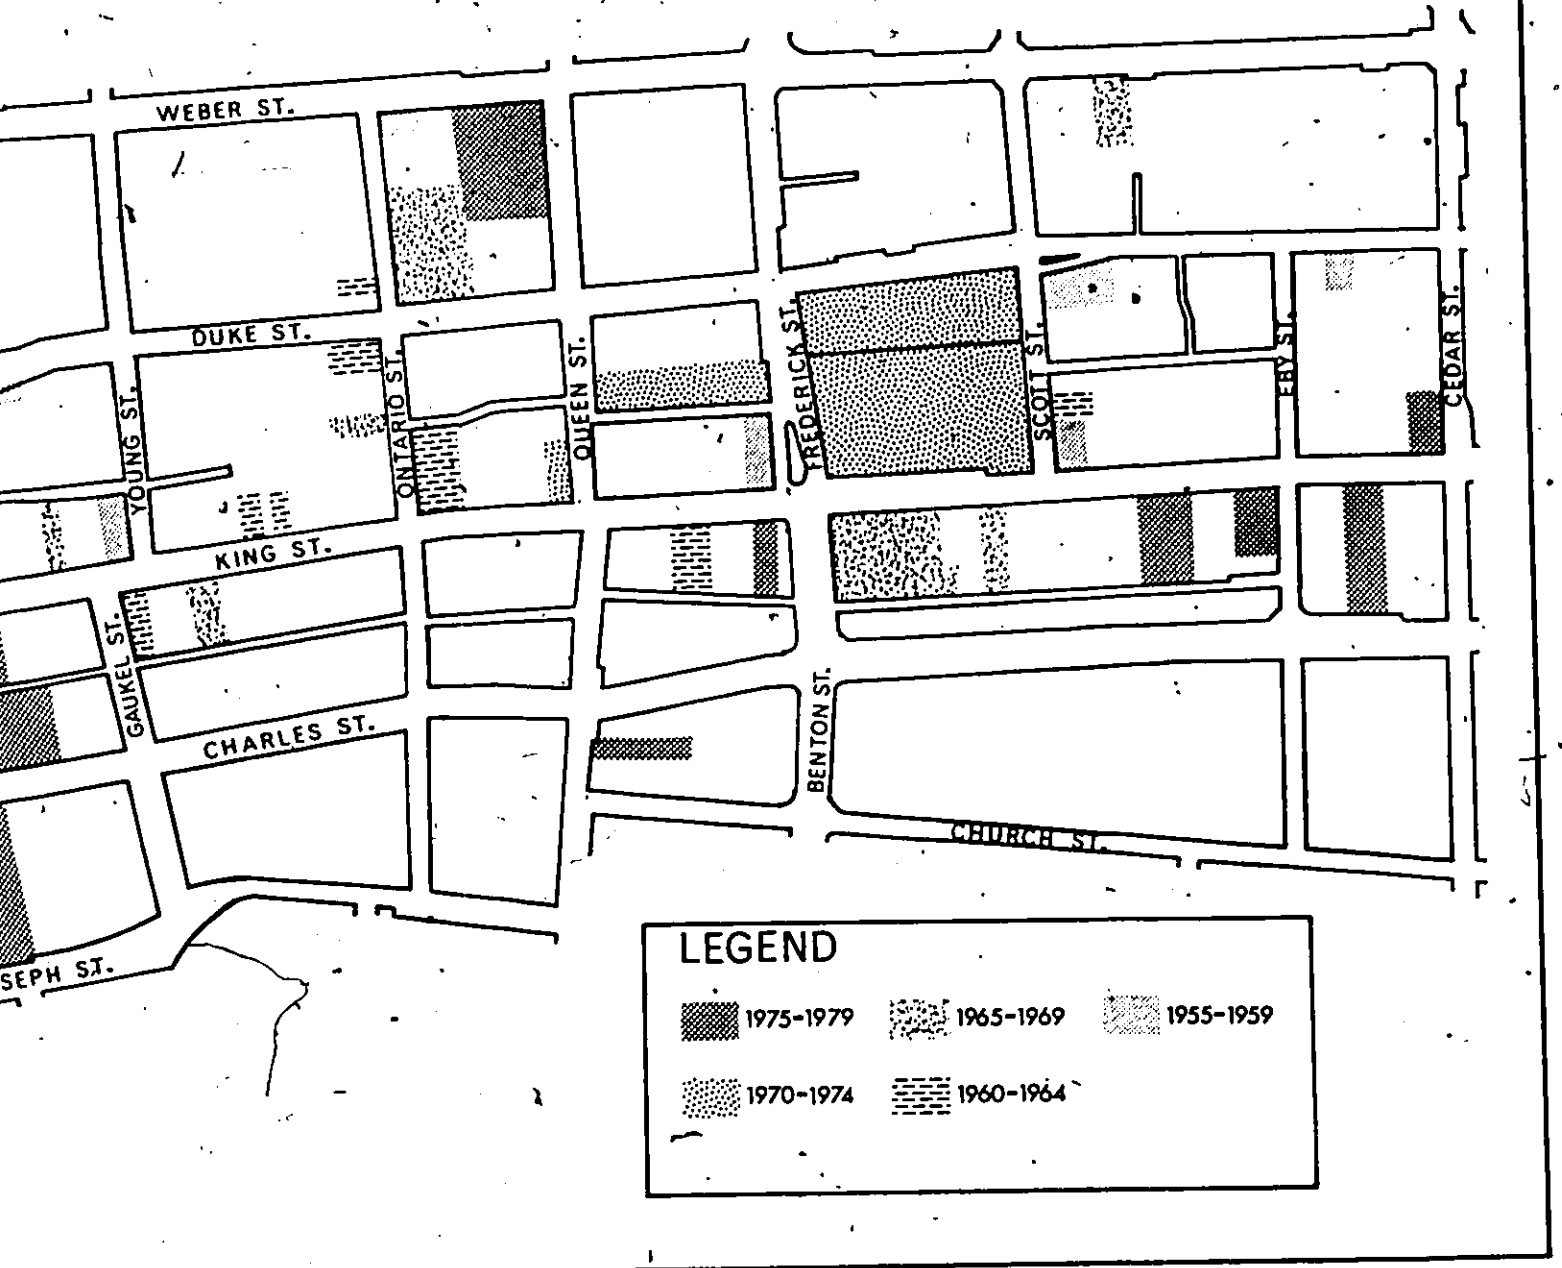 WEBER ST.
DUKE ST.
YOUNG ST.
ONTARIO ST.
QUEEN ST.
FREDERICK ST.
SCOTT ST.
EBY ST.
CEDAR ST.
KING ST.
GAUKEL ST.
CHARLES ST.
BENTON ST.
CHURCH ST.
SEPH ST.
LEGEND
1975-1979 1965-1969 1955-1959
1970-1974 1960-1964